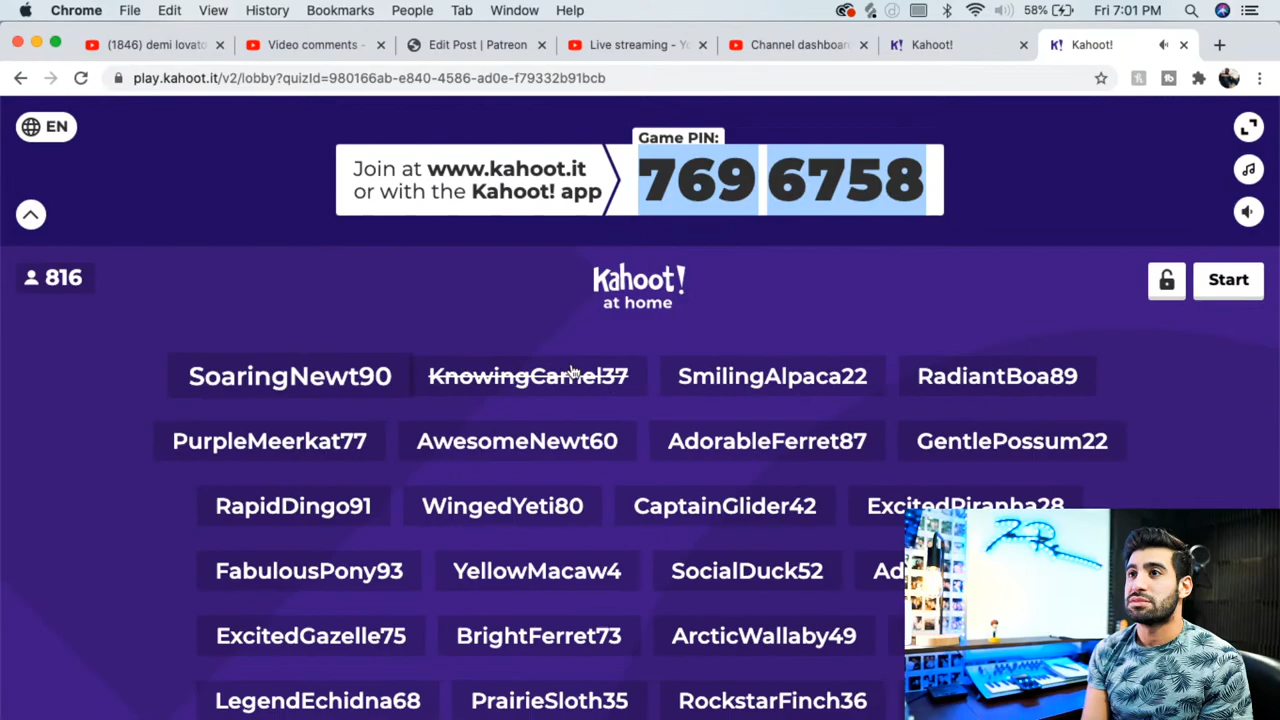 Chrome File Edit View History Bookmarks People Tab Window Help 58% Fri 7:01 PM
(1846) demi lovato Video comments - Edit Post | Patreon Live streaming - Channel dashboar Kahoot! Kahoot!
play.kahoot.it/v2/lobby?quizId=980166ab-e840-4586-ad0e-f79332b91bcb
EN
Game PIN:
Join at www.kahoot.it
or with the Kahoot! app
769 6758
816
Kahoot!
at home
Start
SoaringNewt90 KnowingCamel37 SmilingAlpaca22 RadiantBoa89
PurpleMeerkat77 AwesomeNewt60 AdorableFerret87 GentlePossum22
RapidDingo91 WingedYeti80 CaptainGlider42 ExcitedPiranha28
FabulousPony93 YellowMacaw4 SocialDuck52
ExcitedGazelle75 BrightFerret73 ArcticWallaby49
LegendEchidna68 PrairieSloth35 RockstarFinch36